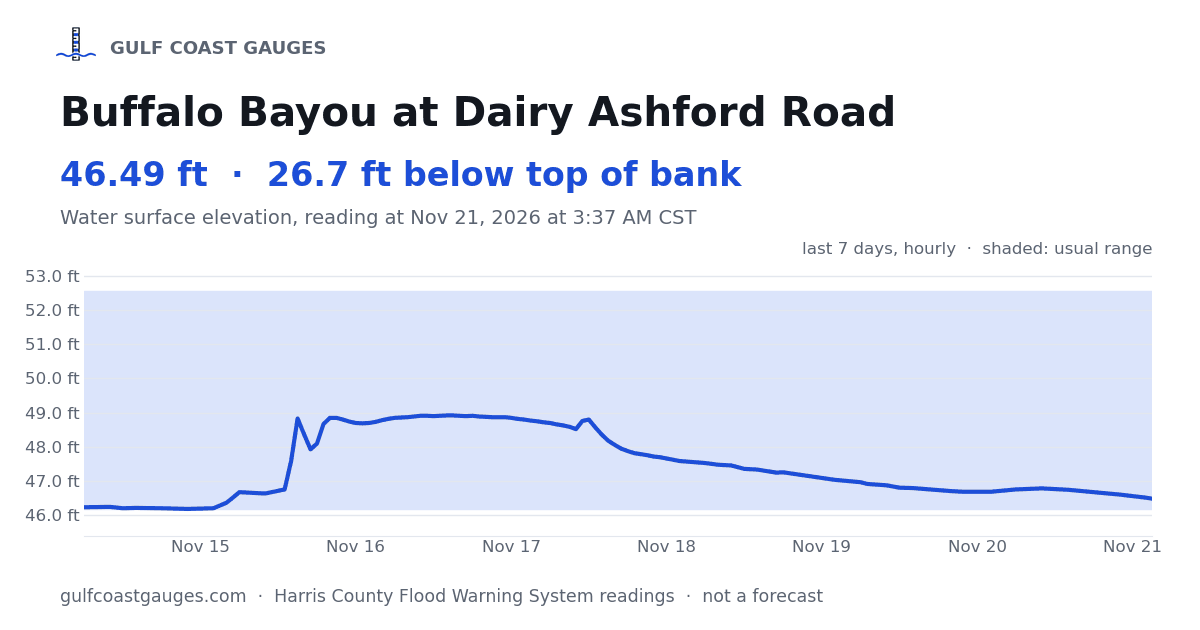 GULF COAST GAUGES
Buffalo Bayou at Dairy Ashford Road
46.49 ft · 26.7 ft below top of bank
Water surface elevation, reading at Nov 21, 2026 at 3:37 AM CST
last 7 days, hourly · shaded: usual range
53.0 ft
52.0 ft
51.0 ft
50.0 ft
49.0 ft
48.0 ft
47.0 ft
46.0 ft
Nov 15 Nov 16 Nov 17 Nov 18 Nov 19 Nov 20 Nov 21
gulfcoastgauges.com · Harris County Flood Warning System readings · not a forecast